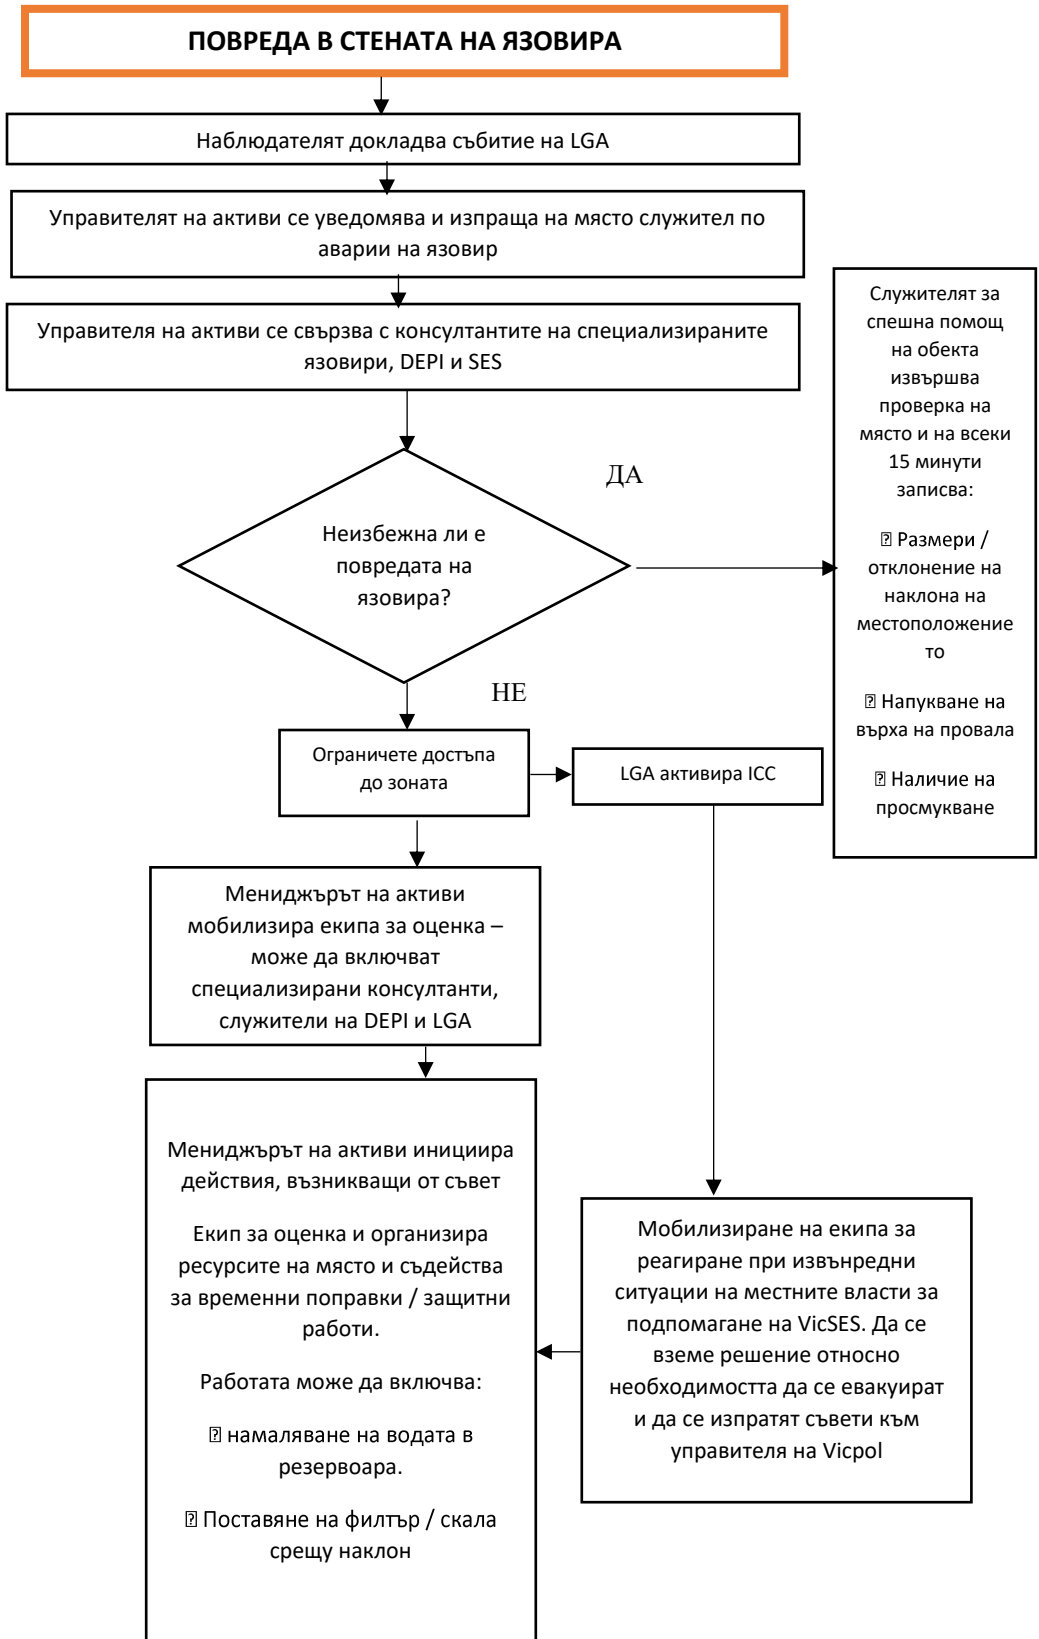 ПОВРЕДА В СТЕНАТА НА ЯЗОВИРА
Наблюдателят докладва събитие на LGA
Управителят на активи се уведомява и изпраща на място служител по
аварии на язовир
Управителя на активи се свързва с консултантите на специализираните
язовири, DEPI и SES
Неизбежна ли е
повредата на
язовира?
ДА
Служителят за
спешна помощ
на обекта
извършва
проверка на
място и на всеки
15 минути
записва:
⍰ Размери /
отклонение на
наклона на
местоположение
то
⍰ Напукване на
върха на провала
⍰ Наличие на
просмукване
НЕ
Ограничете достъпа
до зоната
LGA активира ICC
Мениджърът на активи
мобилизира екипа за оценка –
може да включват
специализирани консултанти,
служители на DEPI и LGA
Мениджърът на активи инициира
действия, възникващи от съвет
Екип за оценка и организира
ресурсите на място и съдейства
за временни поправки / защитни
работи.
Работата може да включва:
⍰ намаляване на водата в
резервоара.
⍰ Поставяне на филтър / скала
срещу наклон
Мобилизиране на екипа за
реагиране при извънредни
ситуации на местните власти за
подпомагане на VicSES. Да се
вземе решение относно
необходимостта да се евакуират
и да се изпратят съвети към
управителя на Vicpol